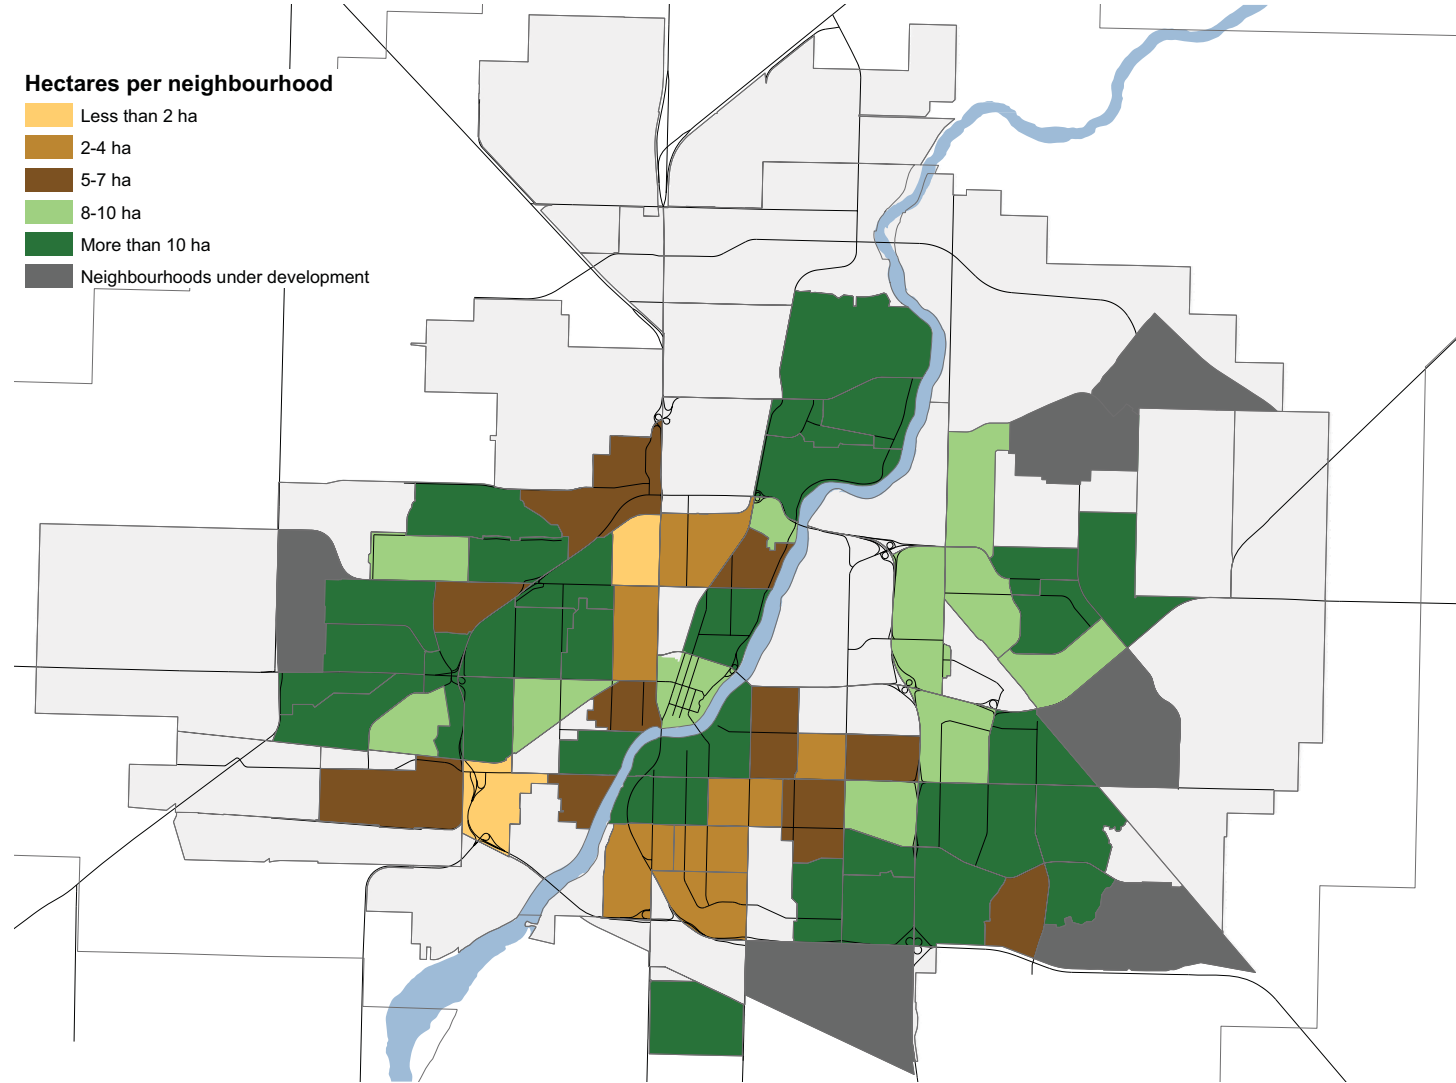 Hectares per neighbourhood
Less than 2 ha
2-4 ha
5-7 ha
8-10 ha
More than 10 ha
Neighbourhoods under development